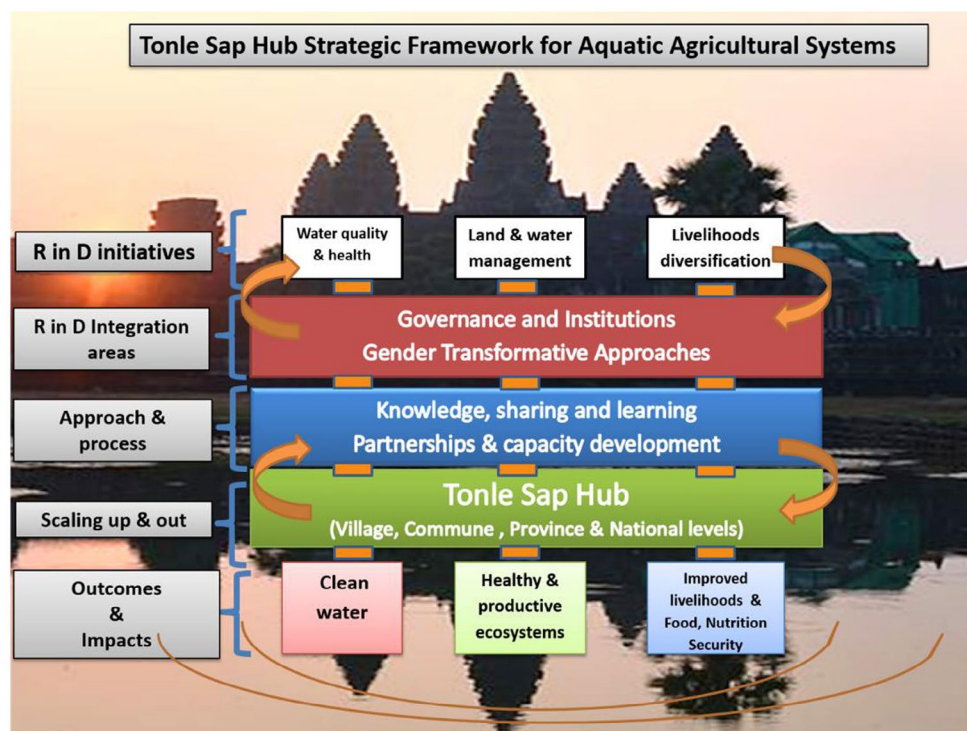 Tonle Sap Hub Strategic Framework for Aquatic Agricultural Systems
R in D initiatives
Water quality
& health
Land & water
management
Livelihoods
diversification
R in D Integration
areas
Governance and Institutions
Gender Transformative Approaches
Approach &
process
Knowledge, sharing and learning
Partnerships & capacity development
Scaling up & out
Tonle Sap Hub
(Village, Commune , Province & National levels)
Outcomes
&
Impacts
Clean
water
Healthy &
productive
ecosystems
Improved
livelihoods &
Food, Nutrition
Security